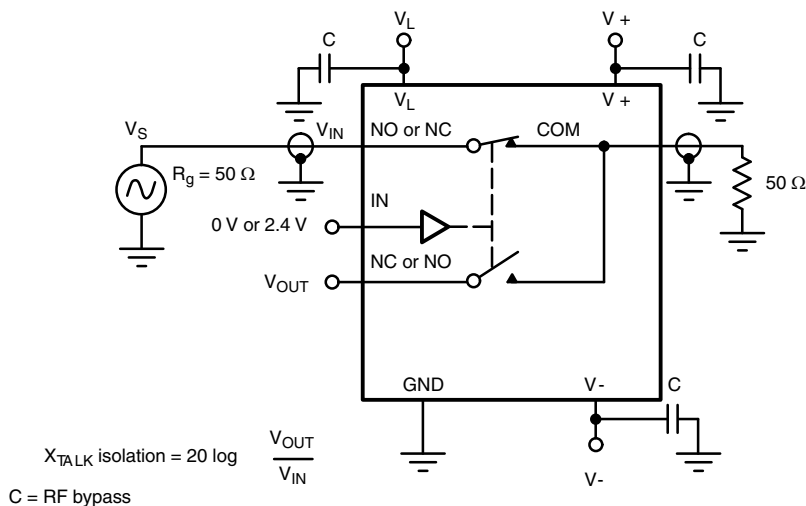 V_L
V +
C
C
V_L
V +
V_S
V_IN
NO or NC
COM
R_g = 50 Ω
50 Ω
IN
0 V or 2.4 V
NC or NO
V_OUT
GND
V-
C
V-
X_TALK isolation = 20 log V_OUT / V_IN
C = RF bypass